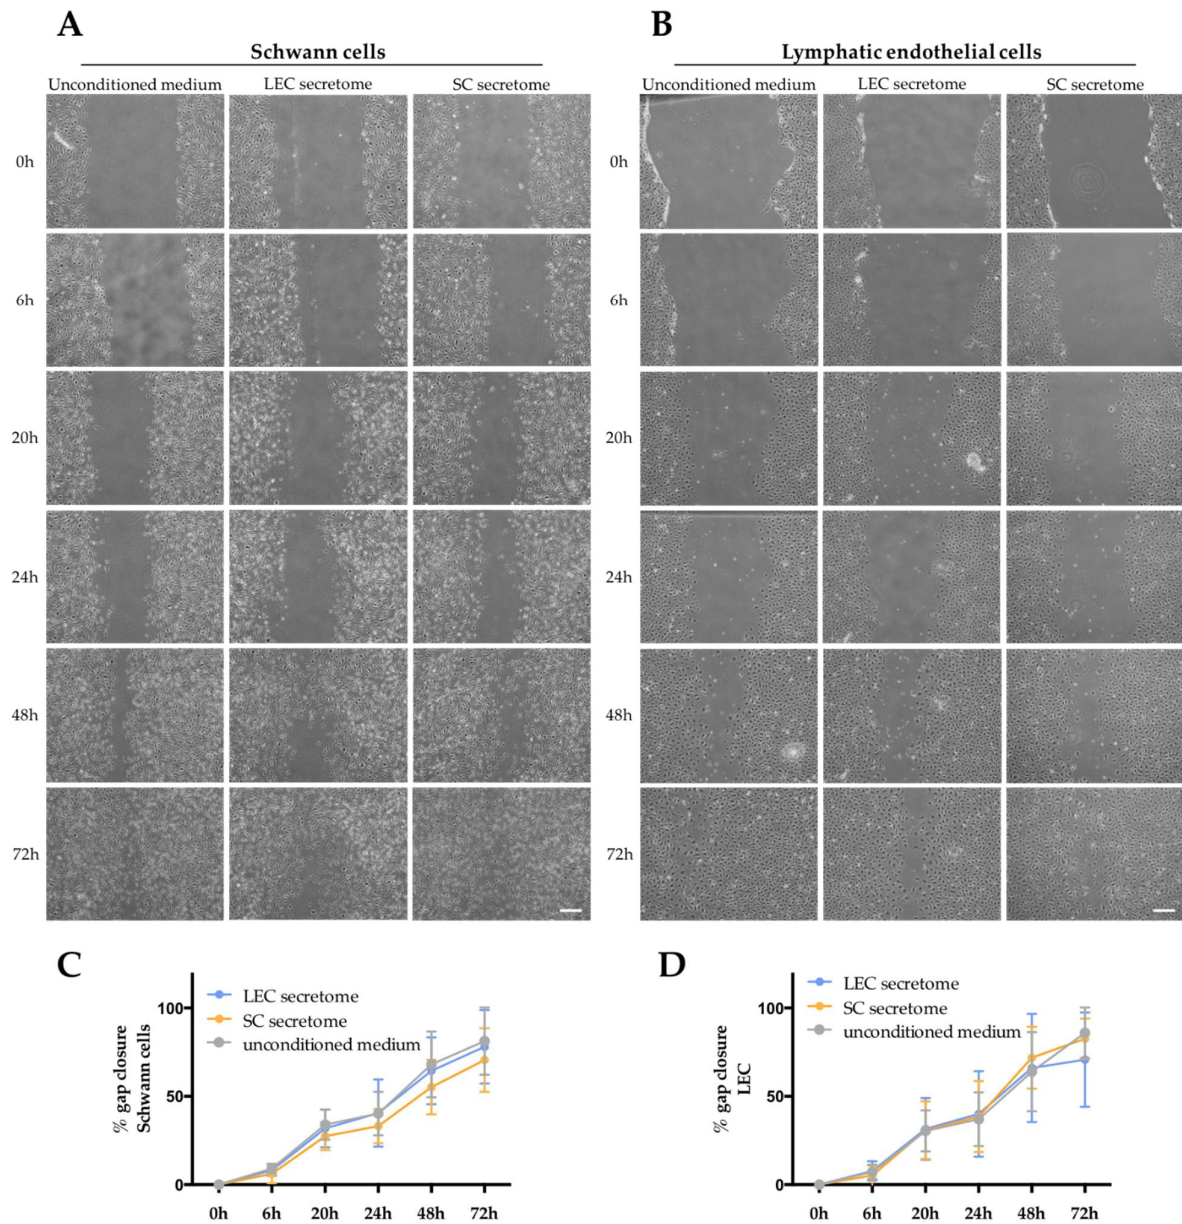 A
B
Schwann cells
Lymphatic endothelial cells
Unconditioned medium LEC secretome SC secretome
Unconditioned medium LEC secretome SC secretome
0h
0h
6h
6h
20h
20h
24h
24h
48h
48h
72h
72h
C
% gap closure
Schwann cells
100
50
0
LEC secretome
SC secretome
unconditioned medium
0h 6h 20h 24h 48h 72h
D
% gap closure
LEC
100
50
0
LEC secretome
SC secretome
unconditioned medium
0h 6h 20h 24h 48h 72h